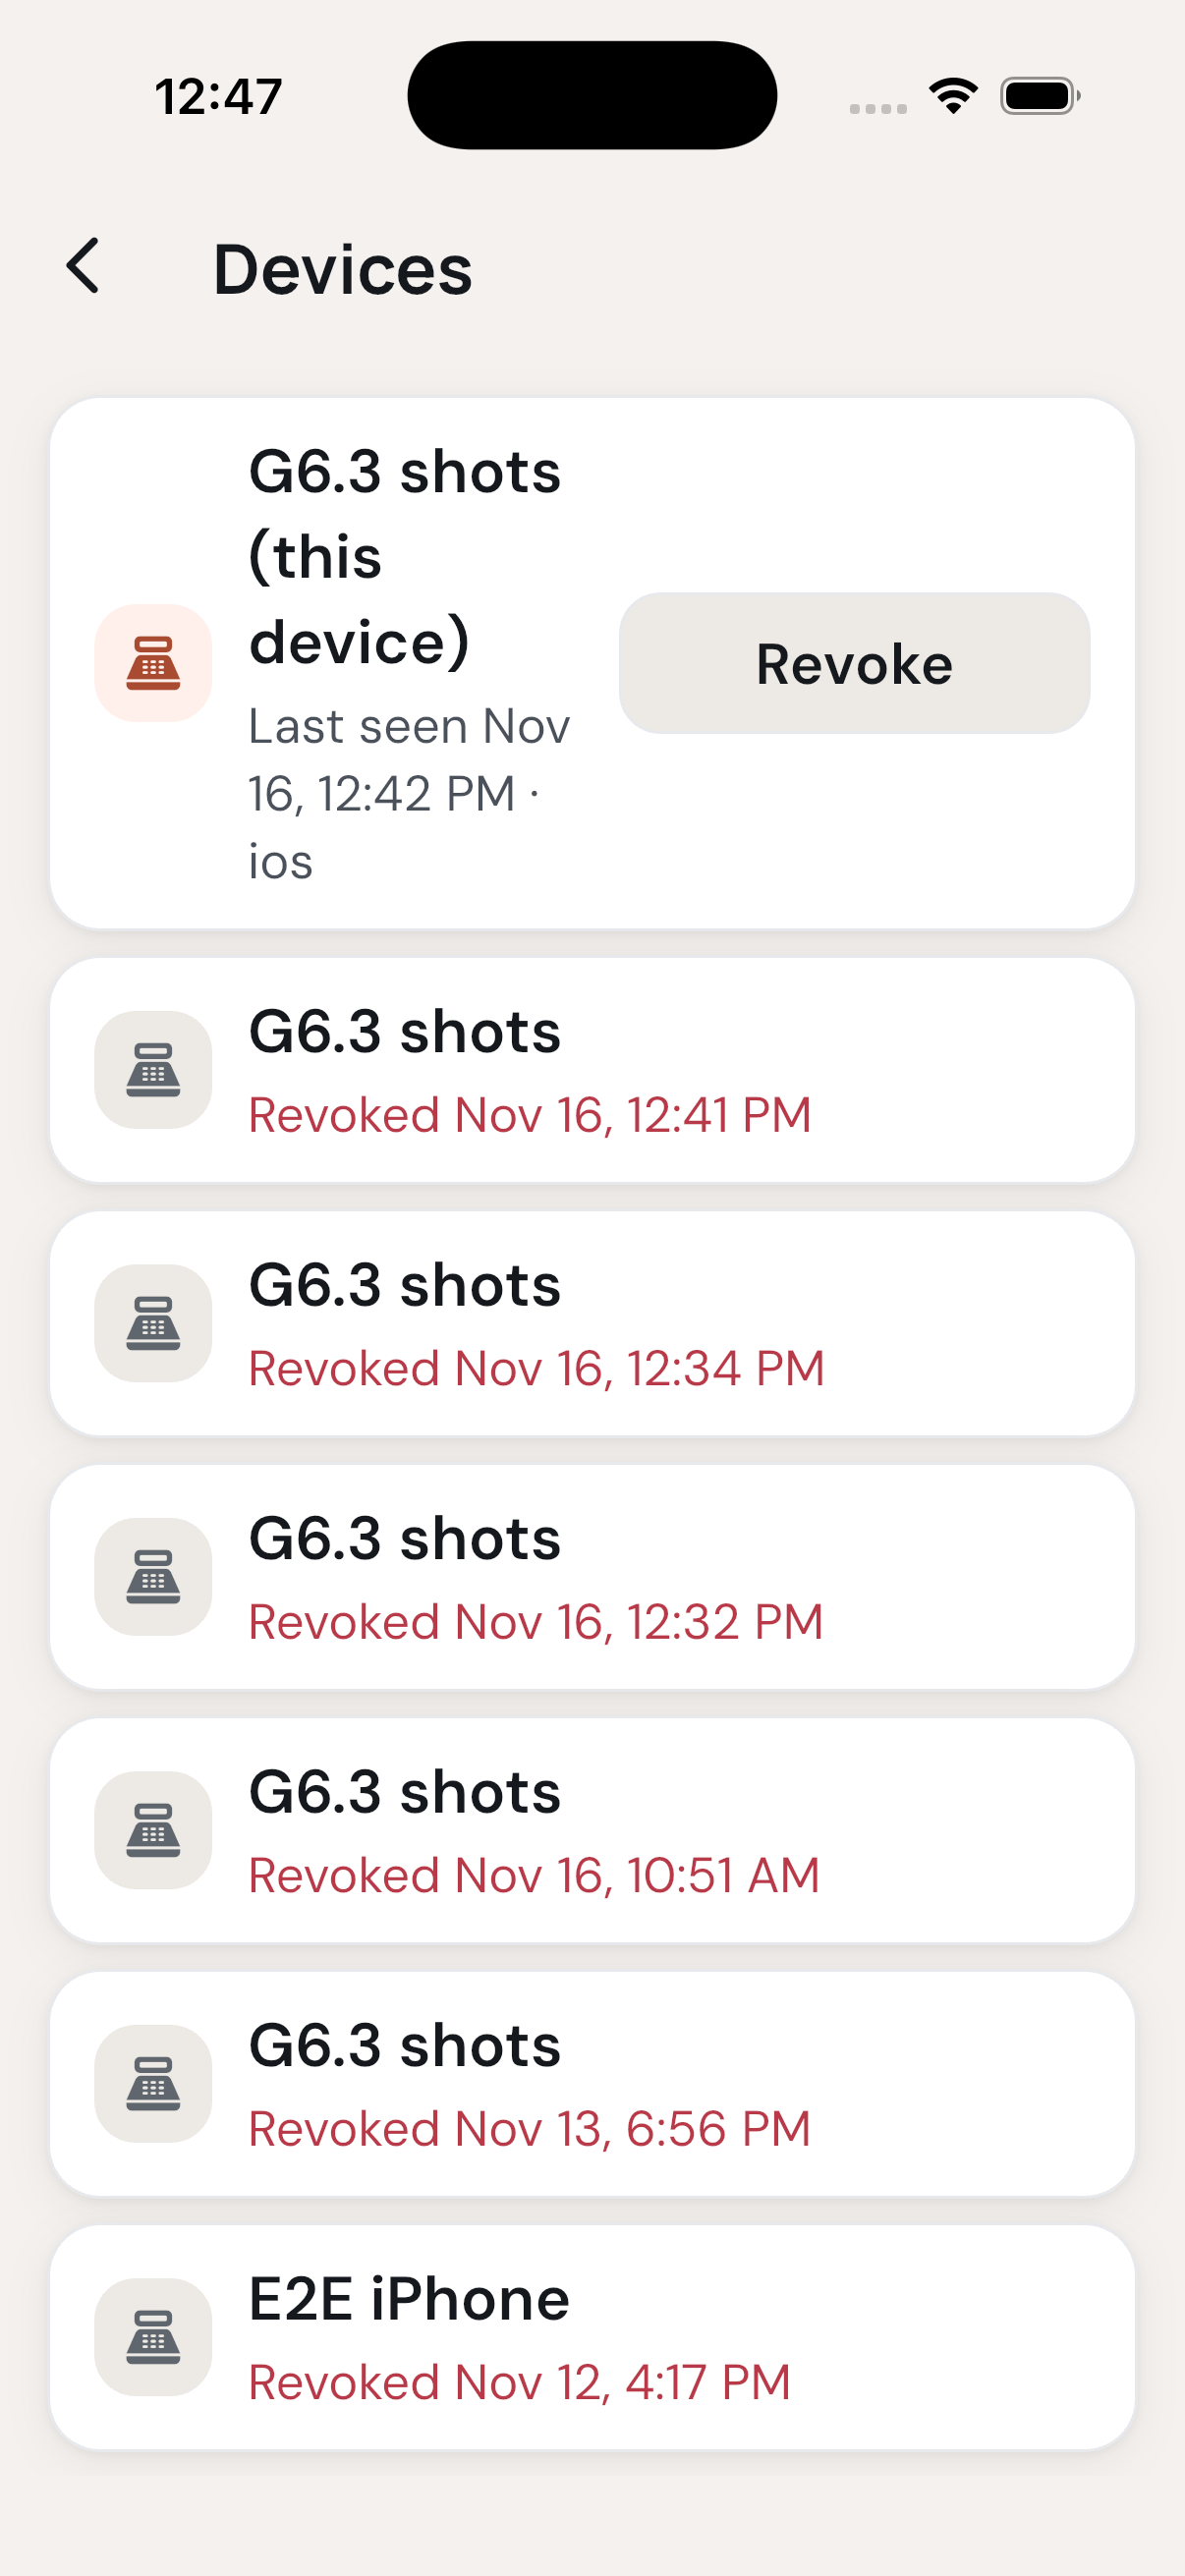 12:47
Devices
G6.3 shots
(this
device)
Last seen Nov
16, 12:42 PM ·
ios
Revoke
G6.3 shots
Revoked Nov 16, 12:41 PM
G6.3 shots
Revoked Nov 16, 12:34 PM
G6.3 shots
Revoked Nov 16, 12:32 PM
G6.3 shots
Revoked Nov 16, 10:51 AM
G6.3 shots
Revoked Nov 13, 6:56 PM
E2E iPhone
Revoked Nov 12, 4:17 PM